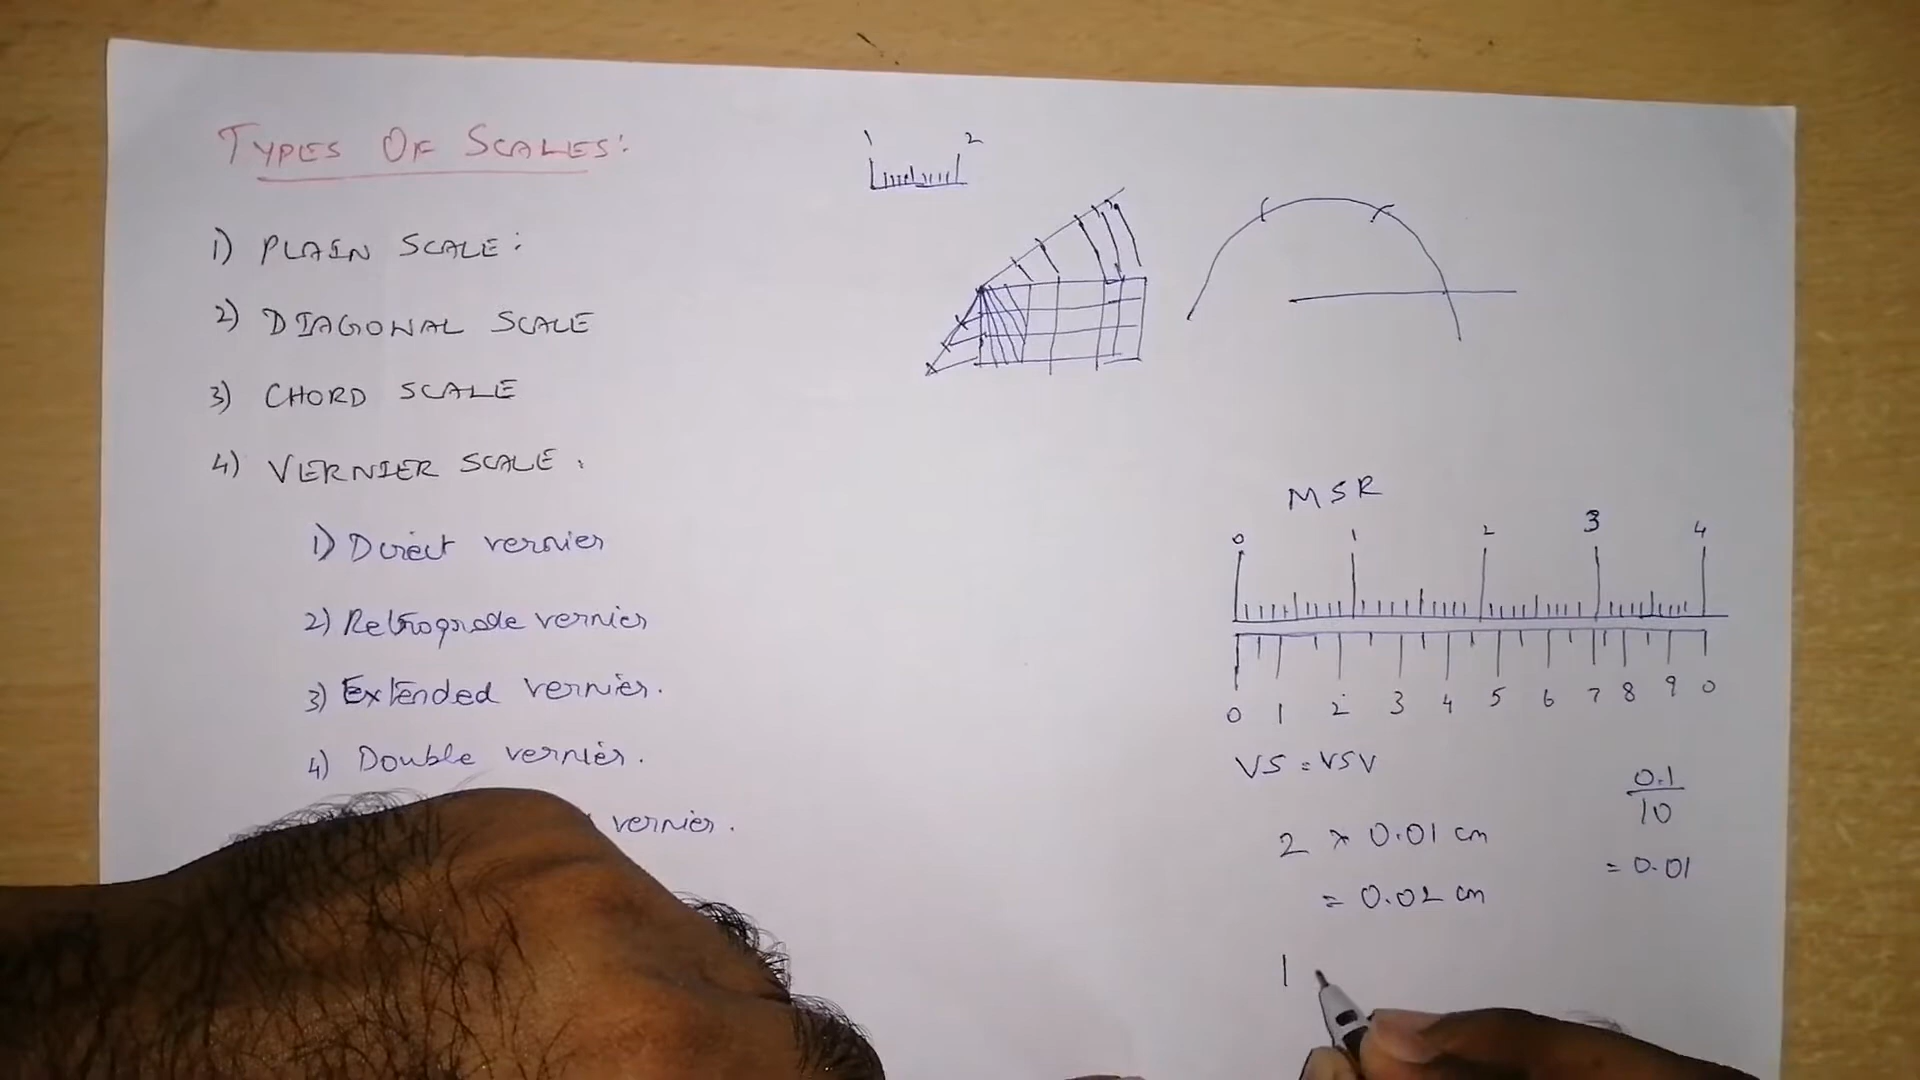 TYPES OF SCALES:
1) PLAIN SCALE:
2) DIAGONAL SCALE
3) CHORD SCALE
4) VERNIER SCALE:
1) Direct vernier
2) Retrograde vernier
3) Extended vernier.
4) Double vernier.
vernier.
1 2
MSR
0 1 2 3 4
0 1 2 3 4 5 6 7 8 9 0
VS = VSV
2 × 0.01 cm
= 0.02 cm
1
0.1
10
= 0.01